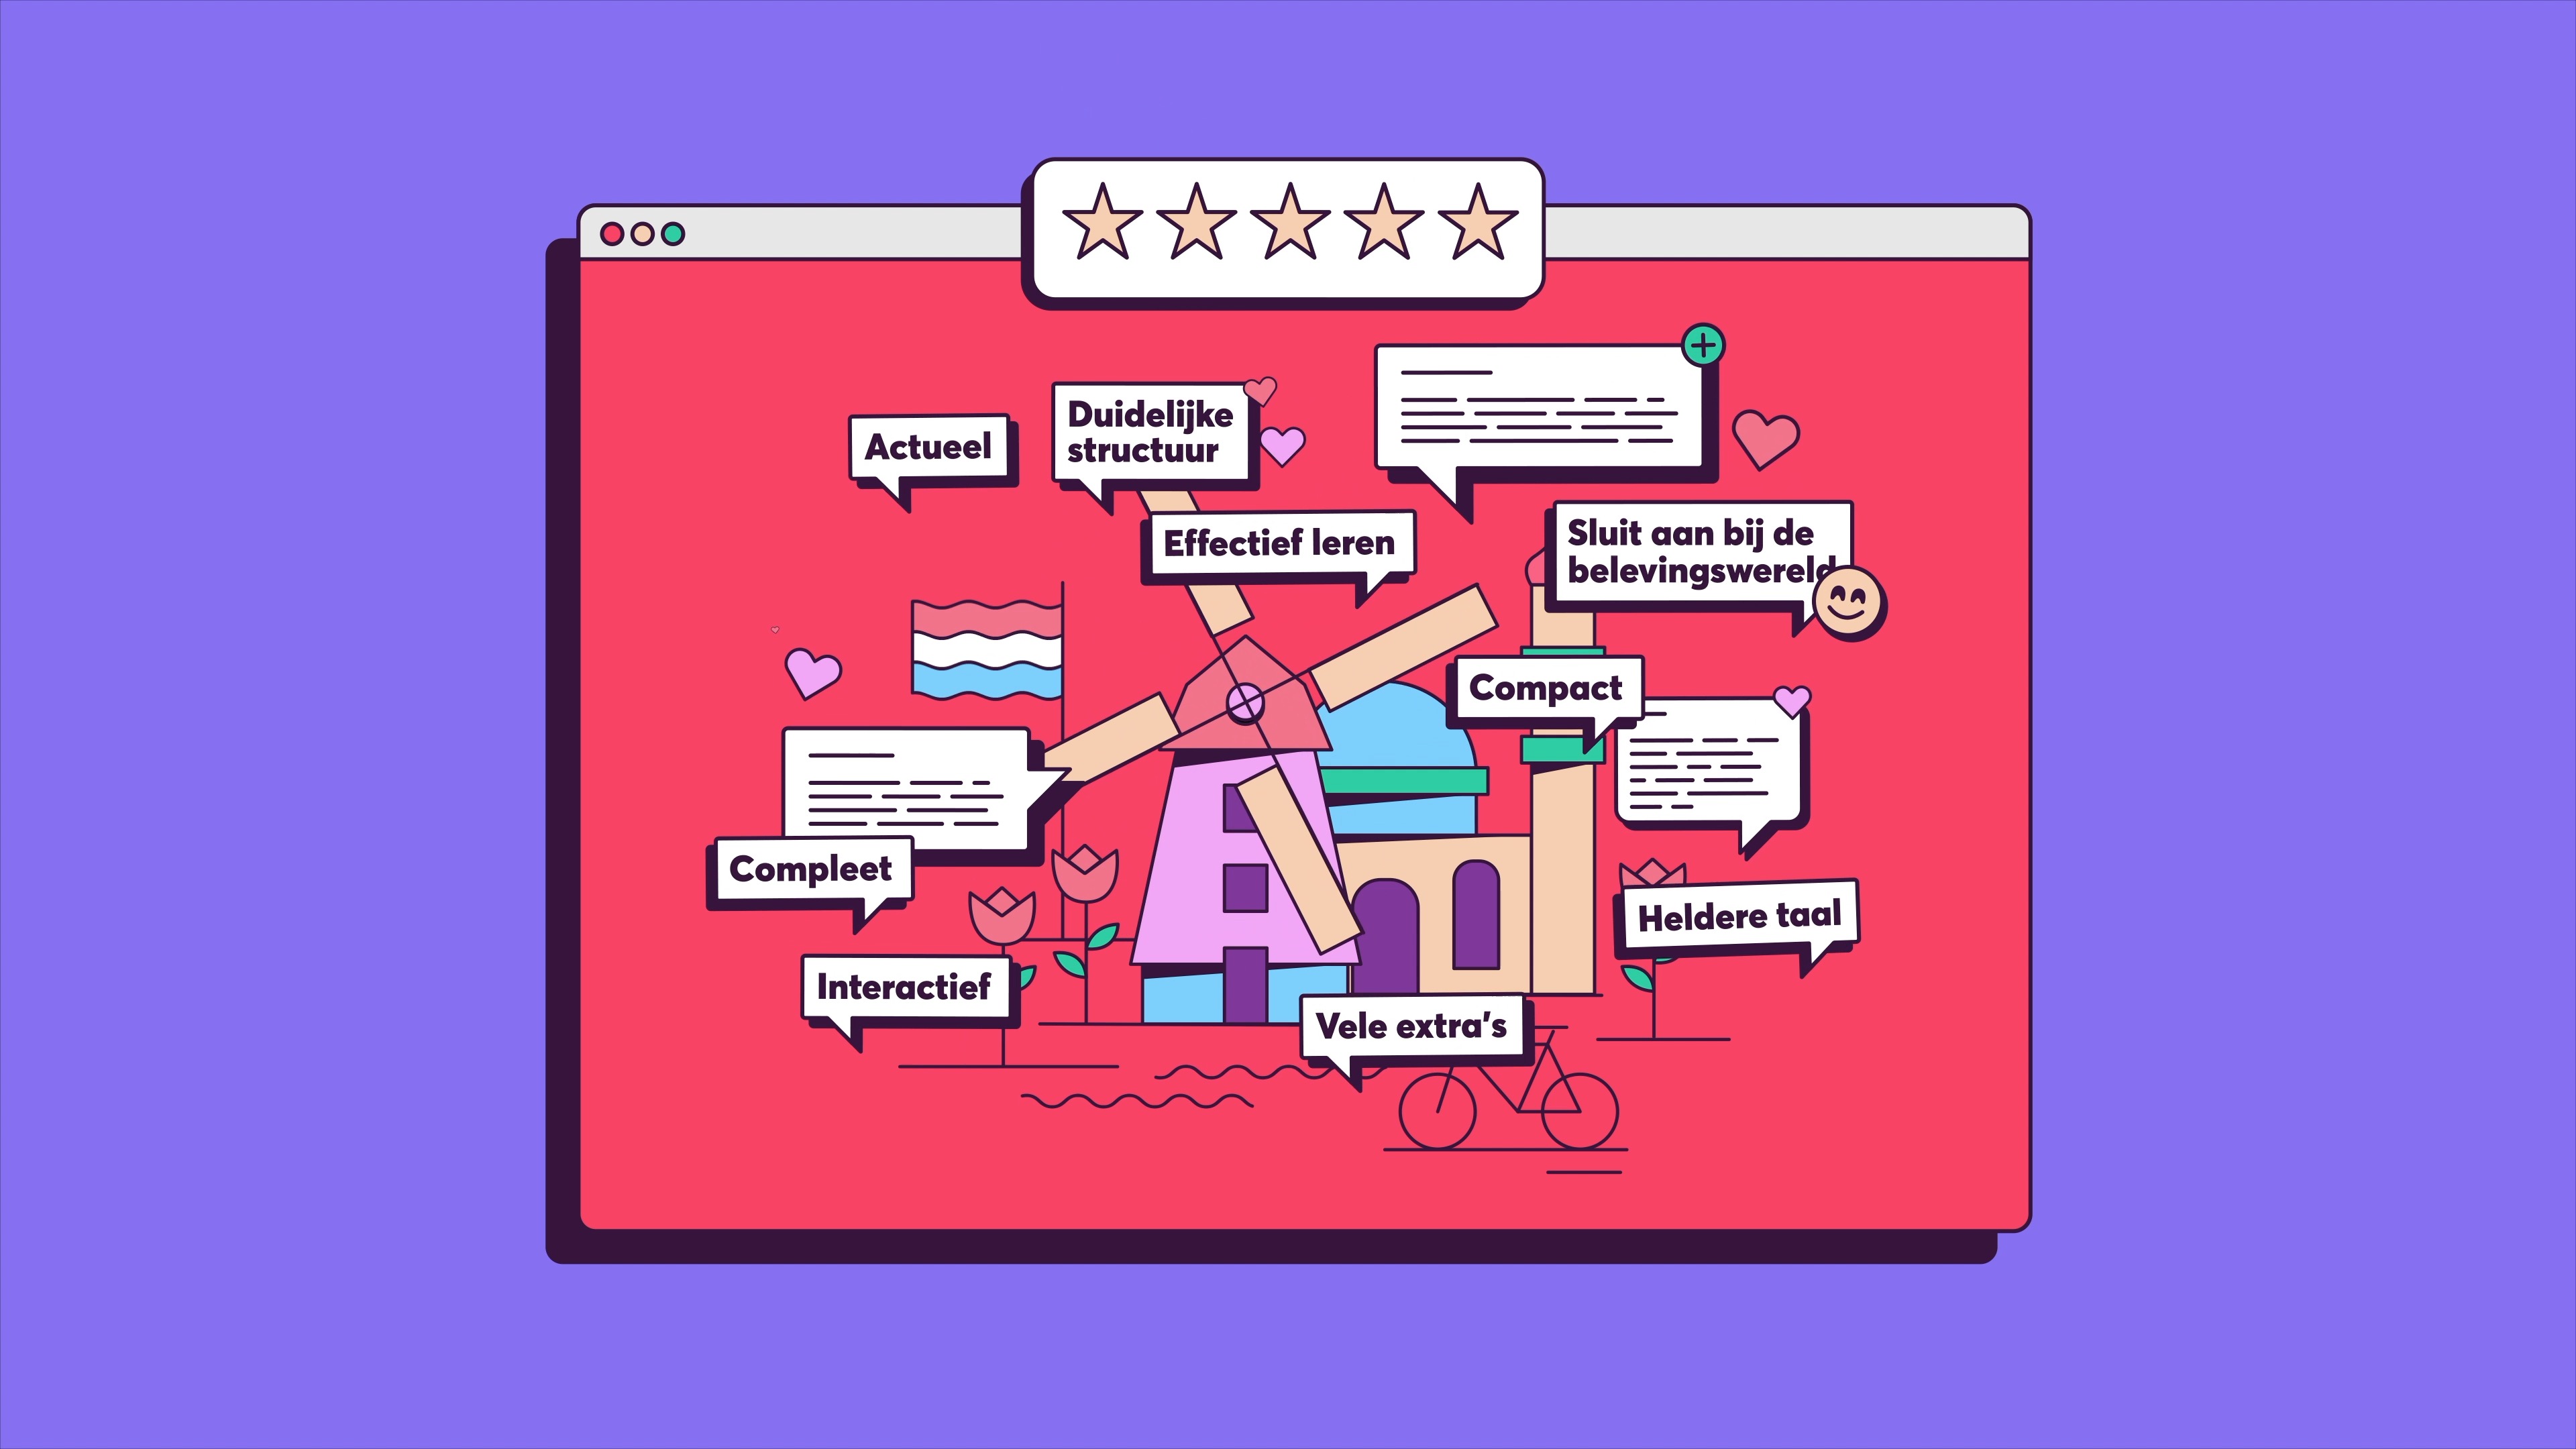 Actueel
Duidelijke
structuur
Effectief leren
Sluit aan bij de
belevingswereld
Compact
Compleet
Heldere taal
Interactief
Vele extra's